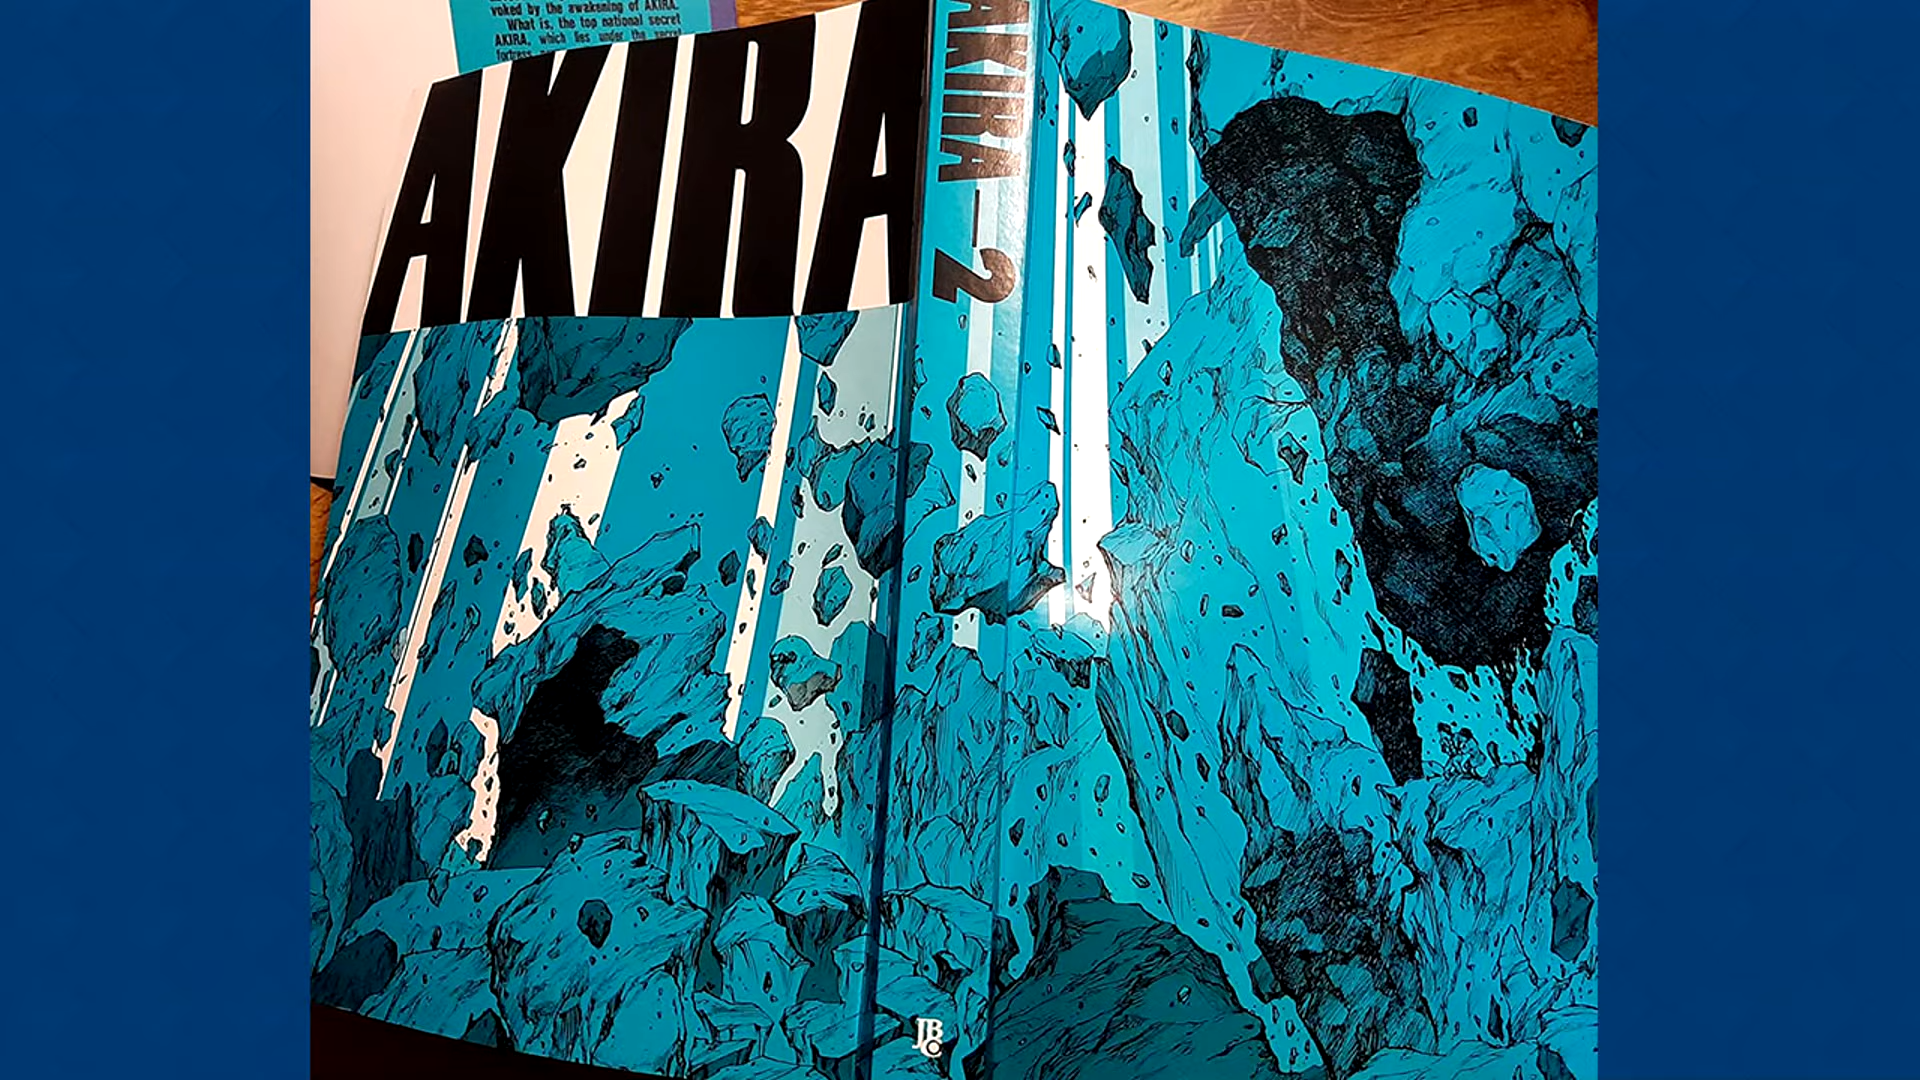 voked by the awakening of AKIRA.
What is, the top national secret
AKIRA, which lies under the secret
fortress
AKIRA
AKIRA—2
JBC